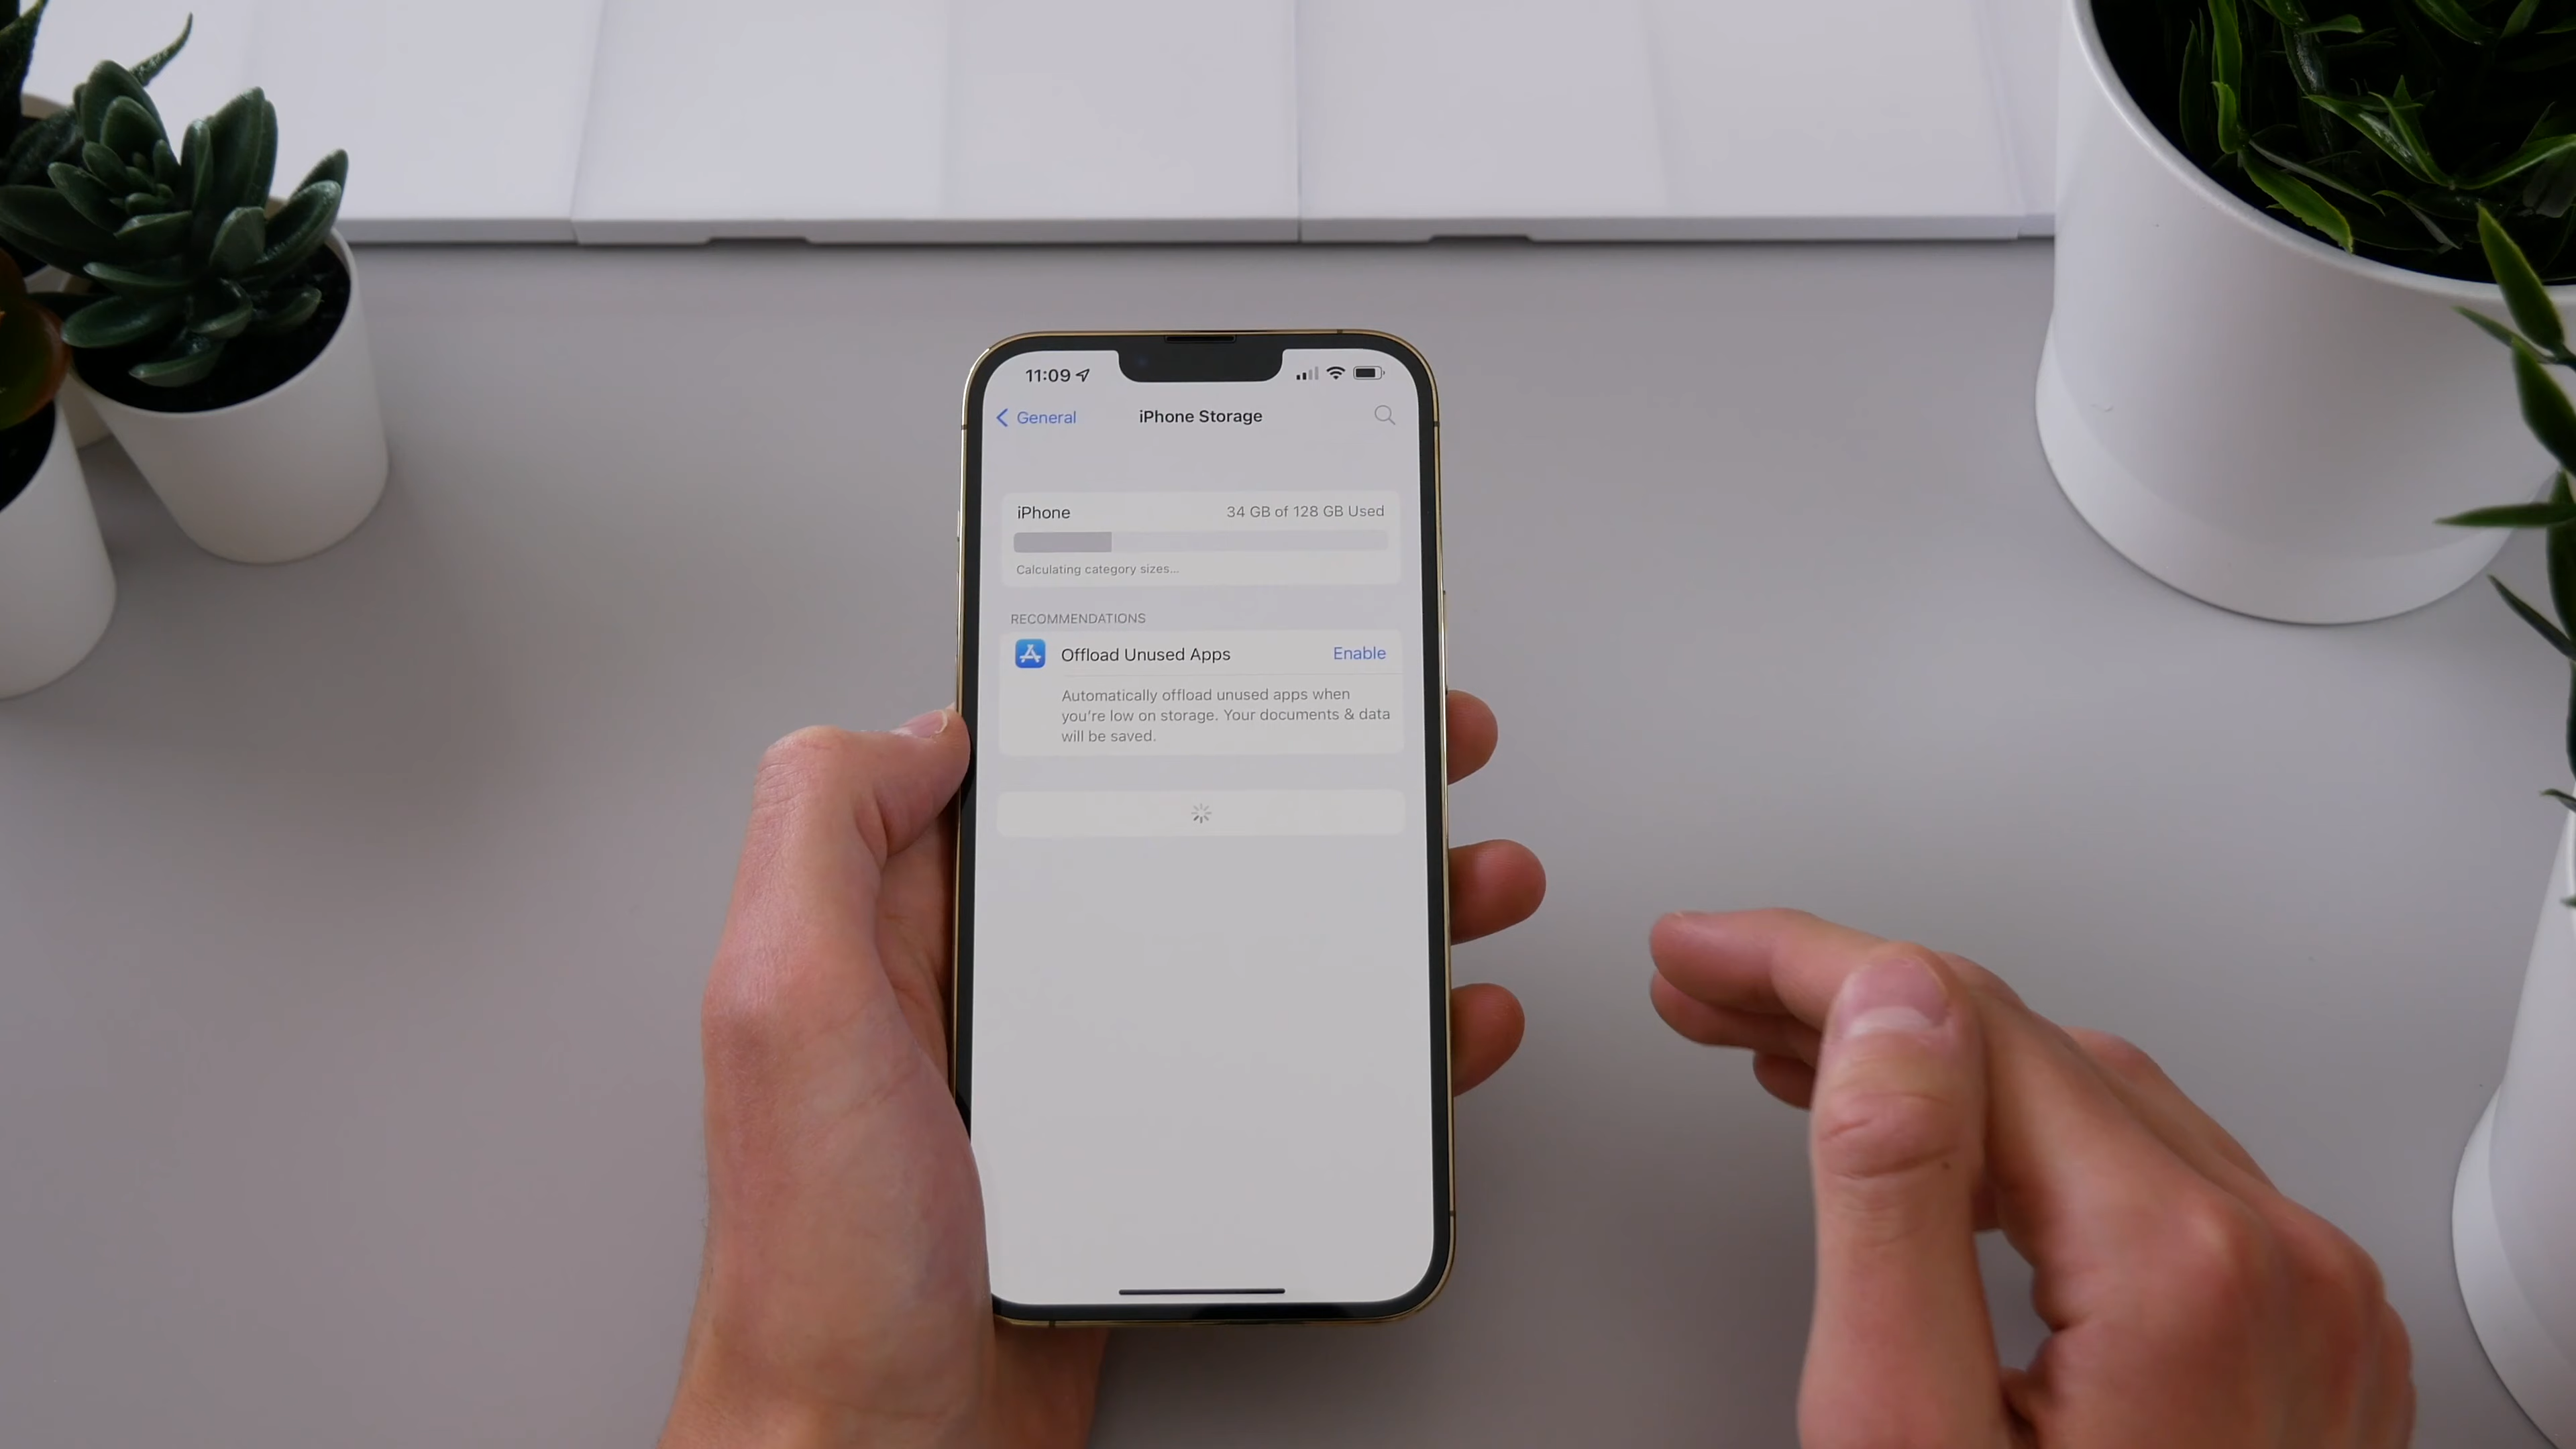 11:09
General
iPhone Storage
iPhone
34 GB of 128 GB Used
Calculating category sizes...
RECOMMENDATIONS
Offload Unused Apps
Enable
Automatically offload unused apps when
you're low on storage. Your documents & data
will be saved.